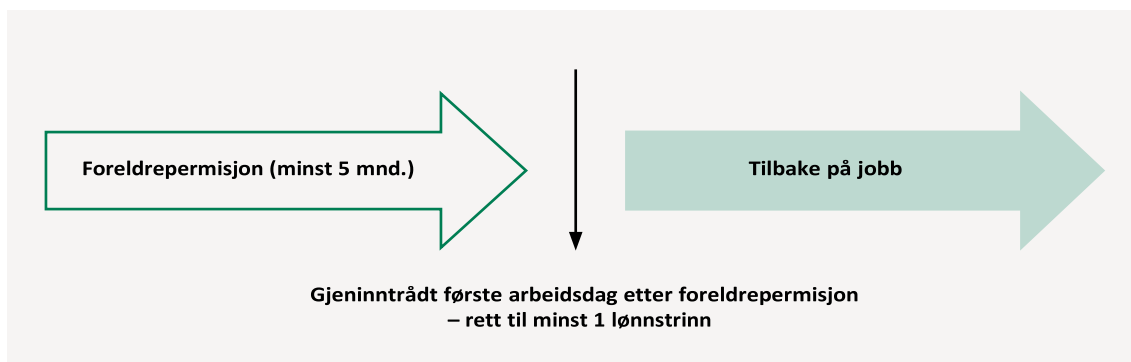 Foreldrepermisjon (minst 5 mnd.)
Tilbake på jobb
Gjeninntrådt første arbeidsdag etter foreldrepermisjon
– rett til minst 1 lønnstrinn